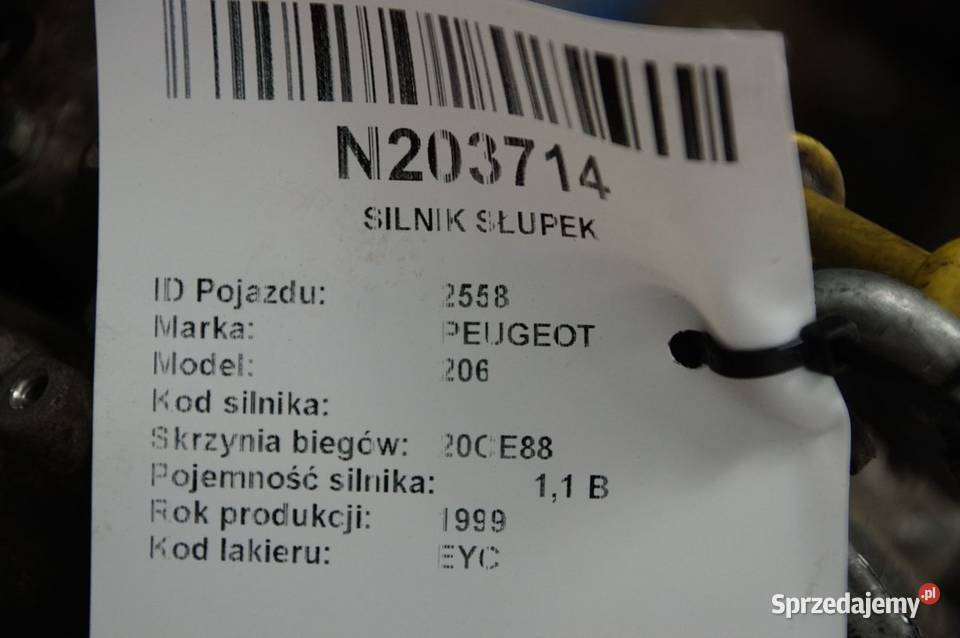 N203714
SILNIK SŁUPEK
ID Pojazdu: 2558
Marka: PEUGEOT
Model: 206
Kod silnika:
Skrzynia biegów: 20CE88
Pojemność silnika: 1,1 B
Rok produkcji: 1999
Kod lakieru: EYC
Sprzedajemy.pl